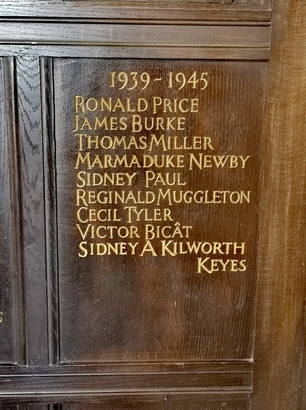 1939-1945
RONALD PRICE
JAMES BURKE
THOMAS MILLER
MARMADUKE NEWBY
SIDNEY PAUL
REGINALD MUGGLETON
CECIL TYLER
VICTOR BICÂT
SIDNEY A KILWORTH
KEYES